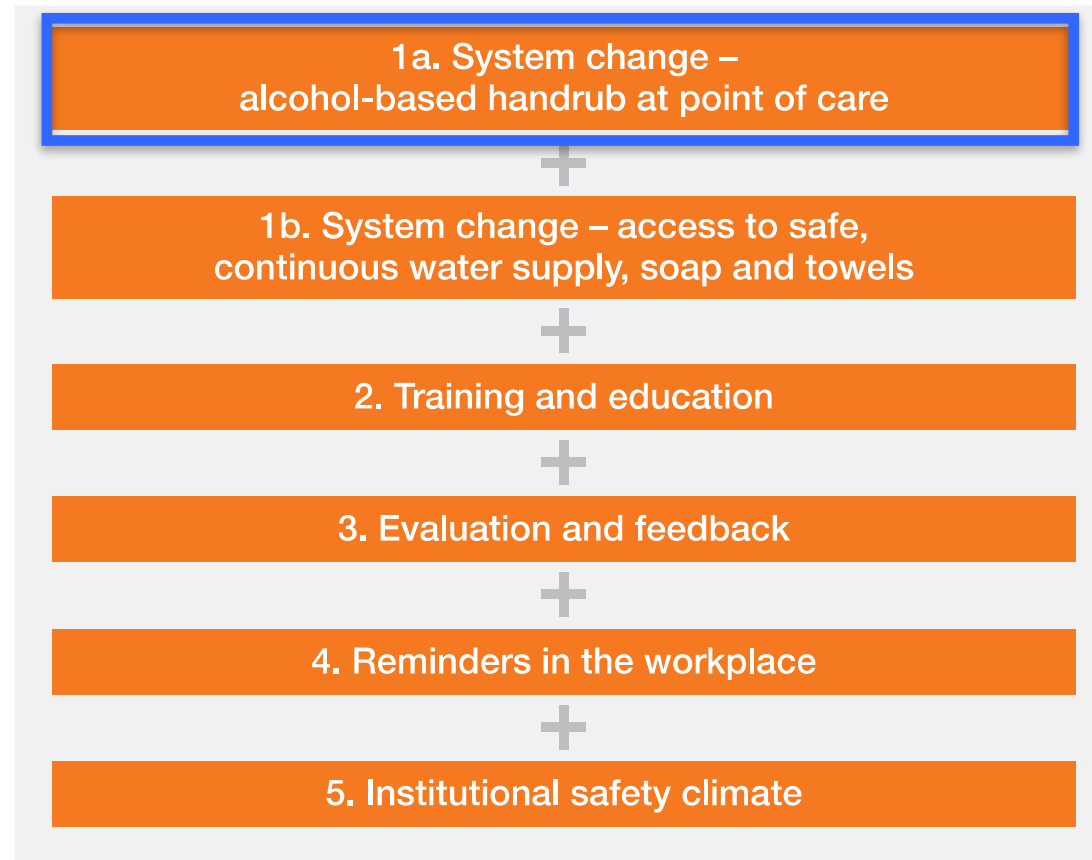 1a. System change –
alcohol-based handrub at point of care
1b. System change – access to safe,
continuous water supply, soap and towels
2. Training and education
3. Evaluation and feedback
4. Reminders in the workplace
5. Institutional safety climate